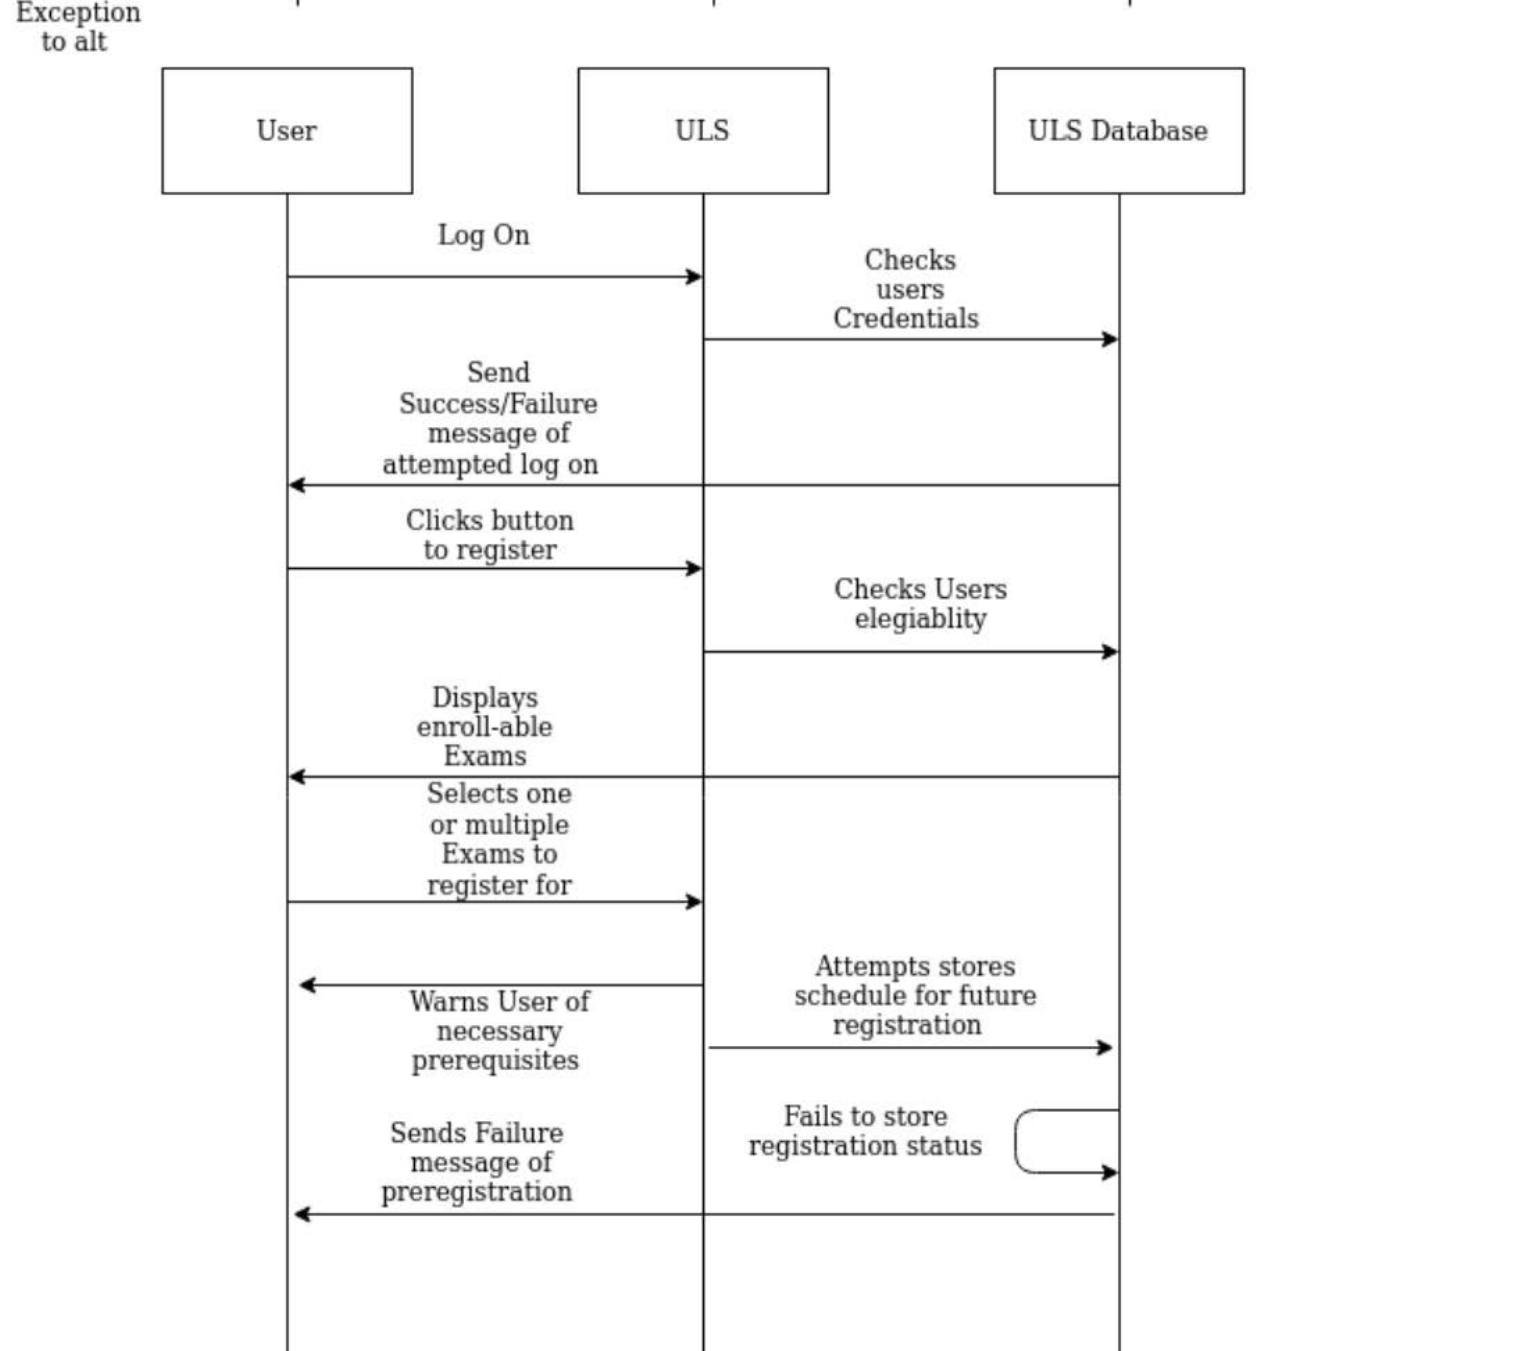 Exception
to alt
User
ULS
ULS Database
Log On
Checks
users
Credentials
Send
Success/Failure
message of
attempted log on
Clicks button
to register
Checks Users
elegiablity
Displays
enroll-able
Exams
Selects one
or multiple
Exams to
register for
Attempts stores
schedule for future
registration
Warns User of
necessary
prerequisites
Fails to store
registration status
Sends Failure
message of
preregistration